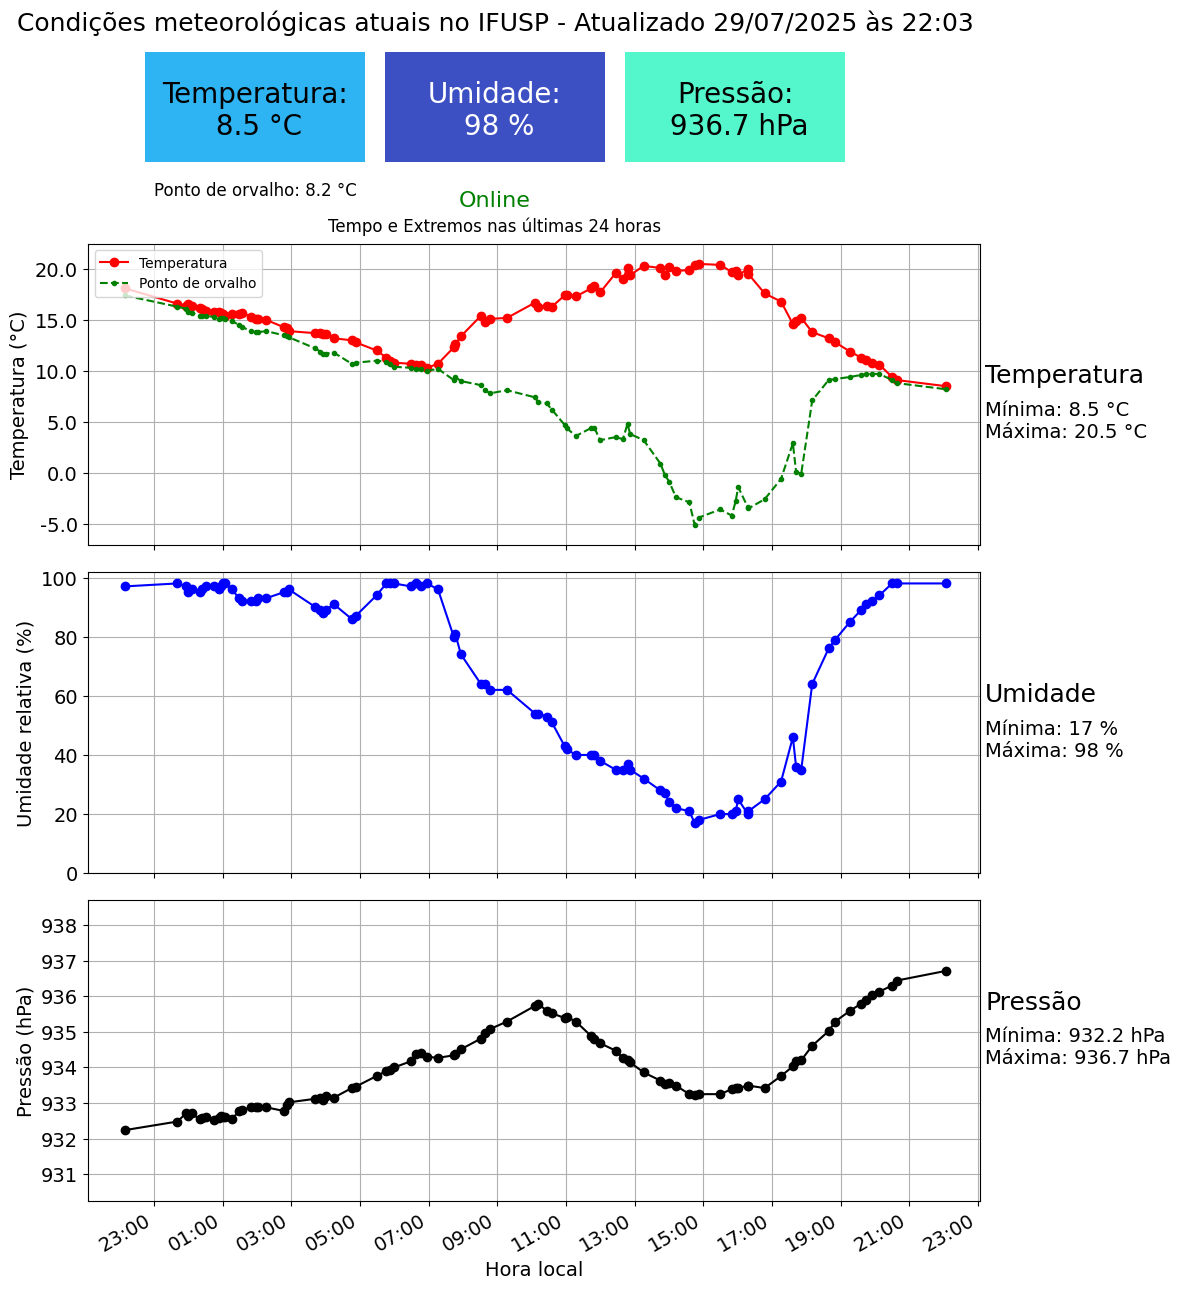 Condições meteorológicas atuais no IFUSP - Atualizado 29/07/2025 às 22:03
Temperatura:
8.5 °C
Umidade:
98 %
Pressão:
936.7 hPa
Ponto de orvalho: 8.2 °C
Online
Tempo e Extremos nas últimas 24 horas
Temperatura
Ponto de orvalho
Temperatura (°C)
20.0
15.0
10.0
5.0
0.0
-5.0
Temperatura
Mínima: 8.5 °C
Máxima: 20.5 °C
Umidade relativa (%)
100
80
60
40
20
0
Umidade
Mínima: 17 %
Máxima: 98 %
Pressão (hPa)
938
937
936
935
934
933
932
931
Pressão
Mínima: 932.2 hPa
Máxima: 936.7 hPa
23:00 01:00 03:00 05:00 07:00 09:00 11:00 13:00 15:00 17:00 19:00 21:00 23:00
Hora local